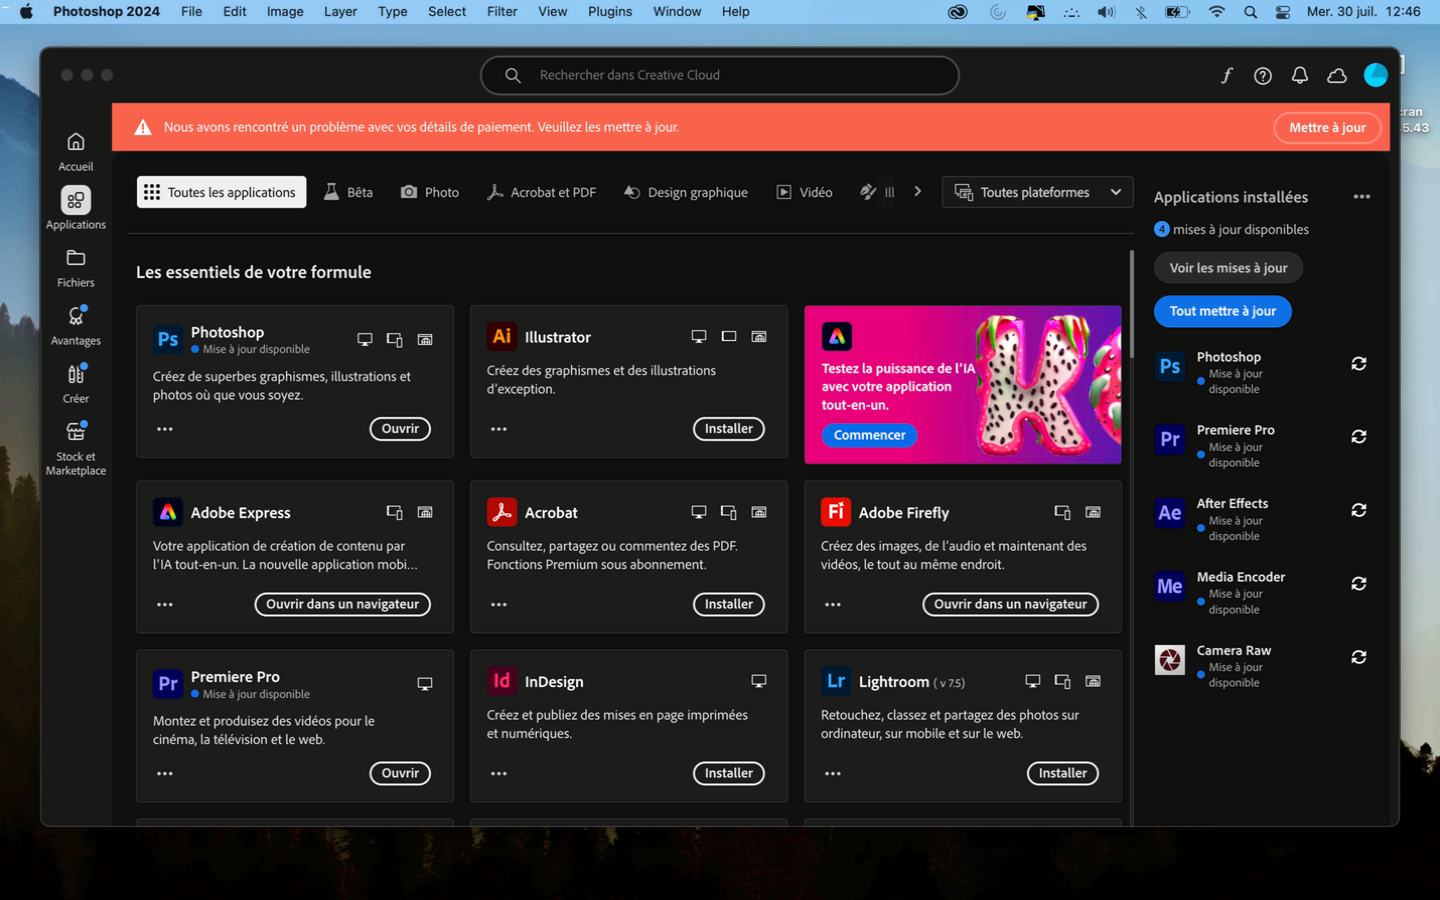 Photoshop 2024 File Edit Image Layer Type Select Filter View Plugins Window Help Mer. 30 juil. 12:46
Rechercher dans Creative Cloud
Nous avons rencontré un problème avec vos détails de paiement. Veuillez les mettre à jour.
Mettre à jour
cran
5.43
Accueil
Applications
Fichiers
Avantages
Créer
Stock et
Marketplace
Toutes les applications
Bêta
Photo
Acrobat et PDF
Design graphique
Vidéo
Ill
Toutes plateformes
Les essentiels de votre formule
Ps
Photoshop
Mise à jour disponible
Créez de superbes graphismes, illustrations et
photos où que vous soyez.
Ouvrir
Ai
Illustrator
Créez des graphismes et des illustrations
d'exception.
Installer
Testez la puissance de l'IA
avec votre application
tout-en-un.
Commencer
K
Adobe Express
Votre application de création de contenu par
l'IA tout-en-un. La nouvelle application mobi...
Ouvrir dans un navigateur
Acrobat
Consultez, partagez ou commentez des PDF.
Fonctions Premium sous abonnement.
Installer
Fi
Adobe Firefly
Créez des images, de l'audio et maintenant des
vidéos, le tout au même endroit.
Ouvrir dans un navigateur
Pr
Premiere Pro
Mise à jour disponible
Montez et produisez des vidéos pour le
cinéma, la télévision et le web.
Ouvrir
Id
InDesign
Créez et publiez des mises en page imprimées
et numériques.
Installer
Lr
Lightroom ( v 7.5)
Retouchez, classez et partagez des photos sur
ordinateur, sur mobile et sur le web.
Installer
Applications installées
4 mises à jour disponibles
Voir les mises à jour
Tout mettre à jour
Ps
Photoshop
Mise à jour
disponible
Pr
Premiere Pro
Mise à jour
disponible
Ae
After Effects
Mise à jour
disponible
Me
Media Encoder
Mise à jour
disponible
Camera Raw
Mise à jour
disponible